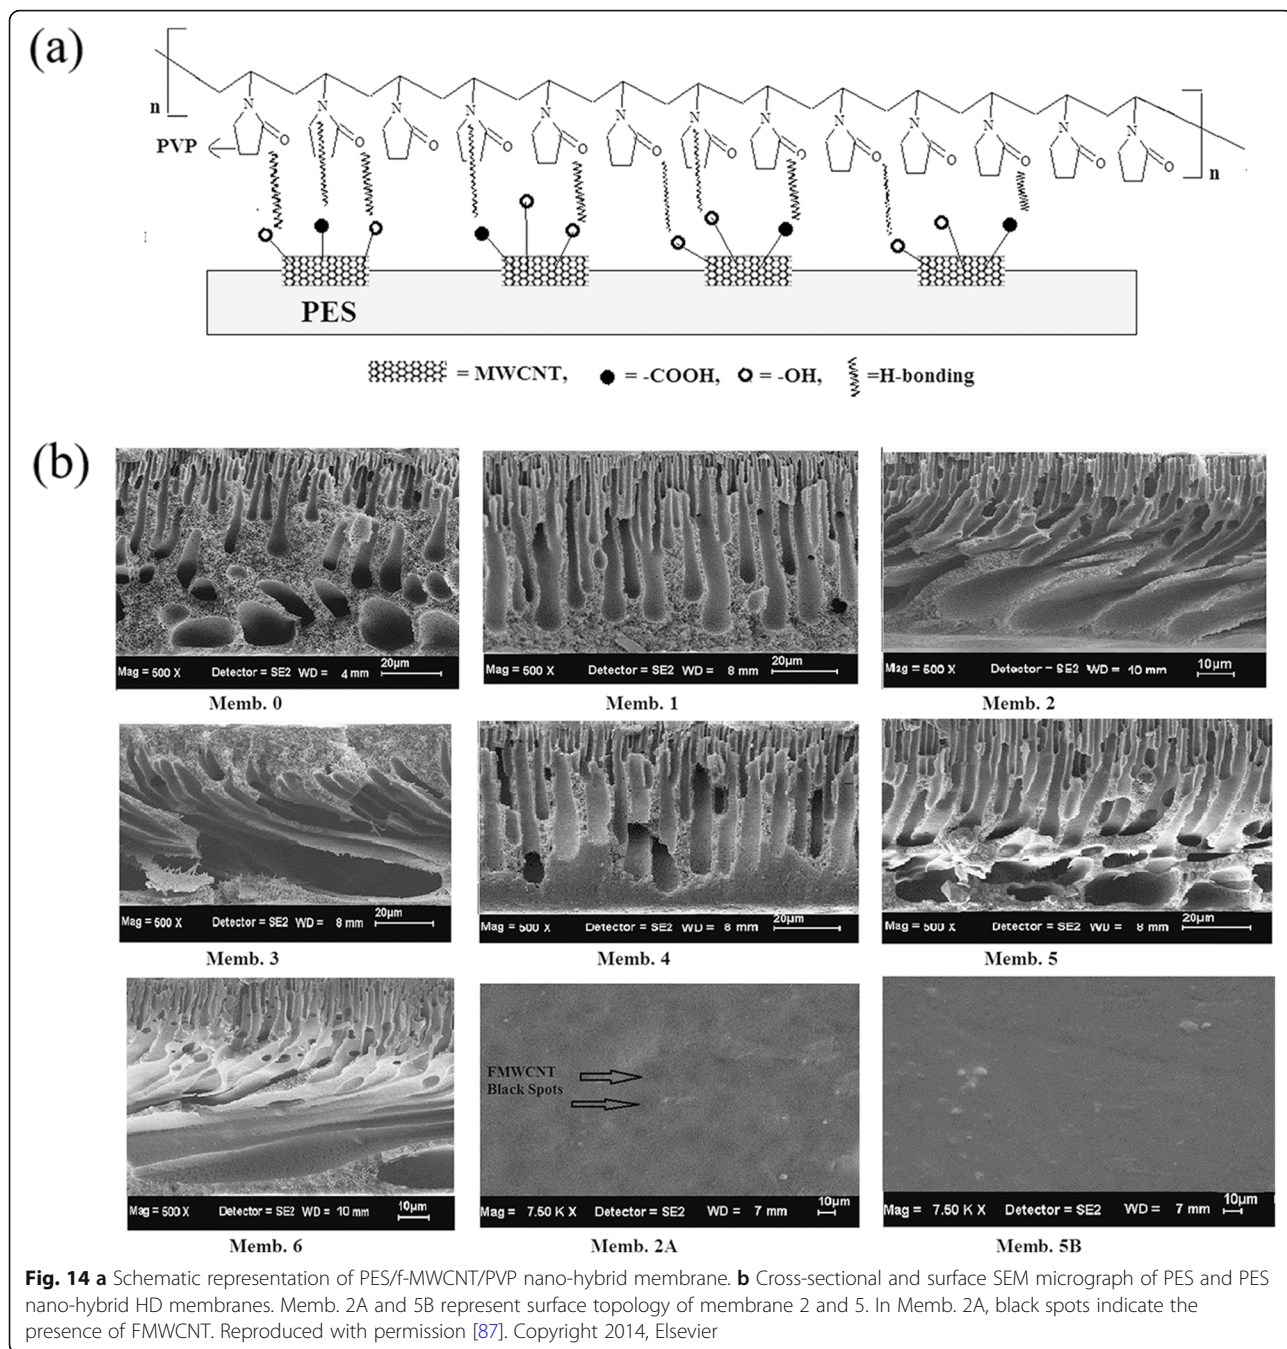 (a)
n
N N N N N N N N N N N N N
O O O O O O O O O O O O O
PVP
n
PES
= MWCNT, = -COOH, = -OH, =H-bonding
(b)
Mag = 500 X Detector = SE2 WD = 4 mm 20µm
Memb. 0
Mag = 500 X Detector = SE2 WD = 8 mm 20µm
Memb. 1
Mag = 500 X Detector = SE2 WD = 10 mm 10µm
Memb. 2
Mag = 500 X Detector = SE2 WD = 8 mm 20µm
Memb. 3
Mag = 500 X Detector = SE2 WD = 8 mm 20µm
Memb. 4
Mag = 500 X Detector = SE2 WD = 8 mm 20µm
Memb. 5
Mag = 500 X Detector = SE2 WD = 10 mm 10µm
Memb. 6
FMWCNT
Black Spots
Mag = 7.50 K X Detector = SE2 WD = 7 mm 10µm
Memb. 2A
Mag = 7.50 K X Detector = SE2 WD = 7 mm 10µm
Memb. 5B
Fig. 14 a Schematic representation of PES/f-MWCNT/PVP nano-hybrid membrane. b Cross-sectional and surface SEM micrograph of PES and PES
nano-hybrid HD membranes. Memb. 2A and 5B represent surface topology of membrane 2 and 5. In Memb. 2A, black spots indicate the
presence of FMWCNT. Reproduced with permission [87]. Copyright 2014, Elsevier